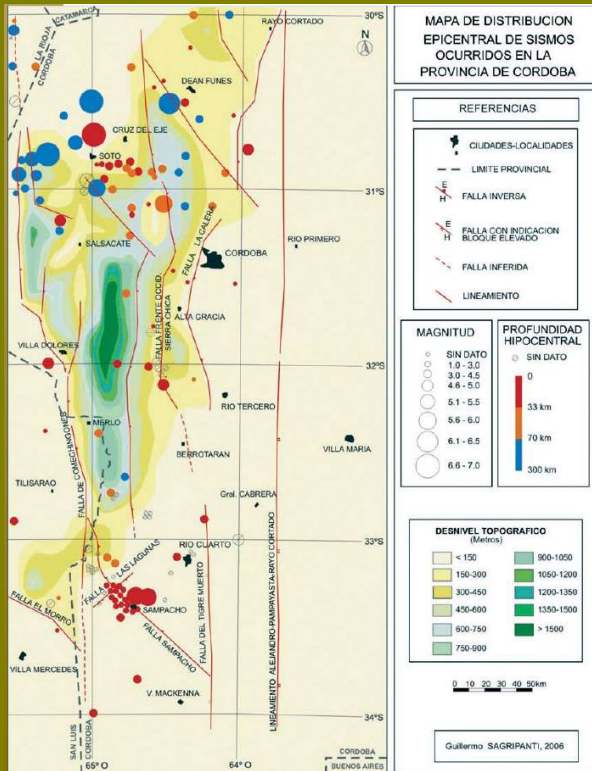 MAPA DE DISTRIBUCION
EPICENTRAL DE SISMOS
OCURRIDOS EN LA
PROVINCIA DE CORDOBA
REFERENCIAS
CIUDADES-LOCALIDADES
LIMITE PROVINCIAL
E
H
FALLA INVERSA
E
H
FALLA CON INDICACION
BLOQUE ELEVADO
FALLA INFERIDA
LINEAMIENTO
MAGNITUD
SIN DATO
1.0 - 3.0
3.0 - 4.5
4.6 - 5.0
5.1 - 5.5
5.6 - 6.0
6.1 - 6.5
6.6 - 7.0
PROFUNDIDAD
HIPOCENTRAL
SIN DATO
0
33 km
70 km
300 km
DESNIVEL TOPOGRAFICO
(Metros)
< 150
150-300
300-450
450-600
600-750
750-900
900-1050
1050-1200
1200-1350
1350-1500
> 1500
0 10 20 30 40 50km
Guillermo SAGRIPANTI, 2006
30°S
31°S
32°S
33°S
34°S
65°O
64°O
N
LA RIOJA
CATAMARCA
CORDOBA
RAYO CORTADO
DEAN FUNES
CRUZ DEL EJE
SOTO
SALSACATE
FALLA LA CALERA
CORDOBA
RIO PRIMERO
ALTA GRACIA
FALLA FRENTE OCCID.
SIERRA CHICA
VILLA DOLORES
RIO TERCERO
MERLO
BERROTARAN
VILLA MARIA
FALLA DE COMECHINGONES
TILISARAO
Gral. CABRERA
RIO CUARTO
FALLA LAS LAGUNAS
SAMPACHO
FALLA EL MORRO
FALLA SAMPACHO
FALLA DEL TIGRE MUERTO
LINEAMIENTO ALEJANDRO-PAMPAYASTA-RAYO CORTADO
VILLA MERCEDES
V. MACKENNA
SAN LUIS
CORDOBA
CORDOBA
BUENOS AIRES